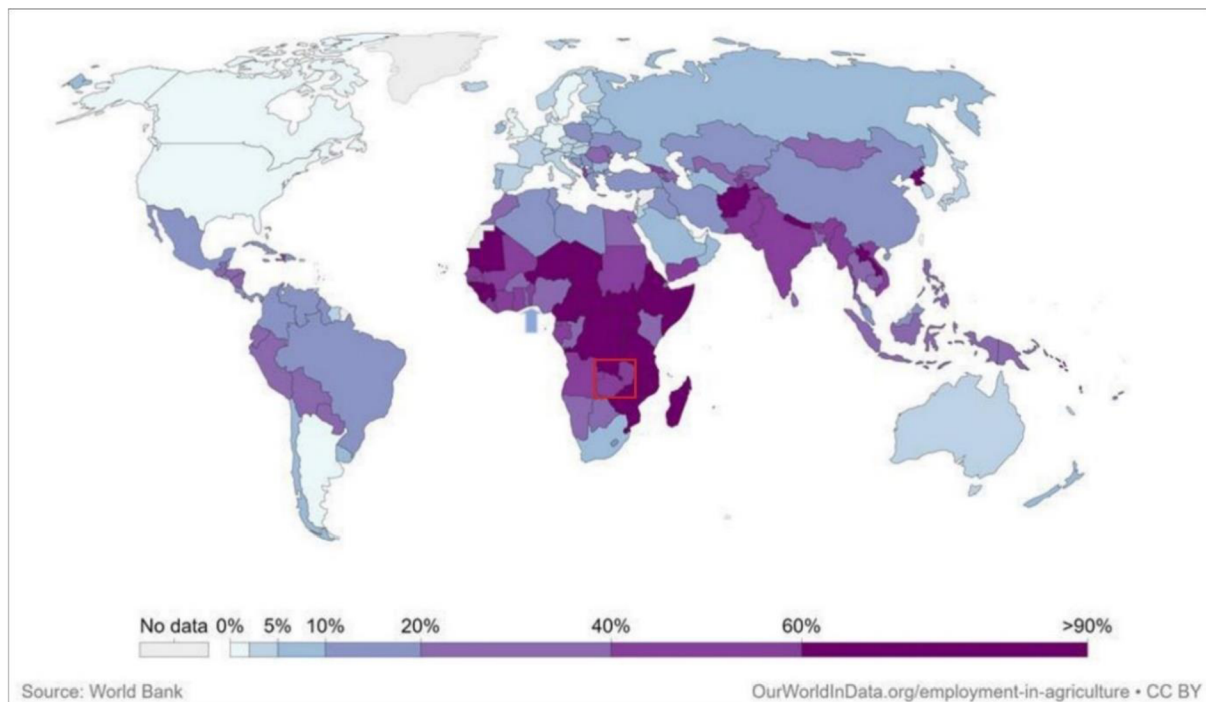 No data 0% 5% 10% 20% 40% 60% >90%
Source: World Bank
OurWorldInData.org/employment-in-agriculture • CC BY